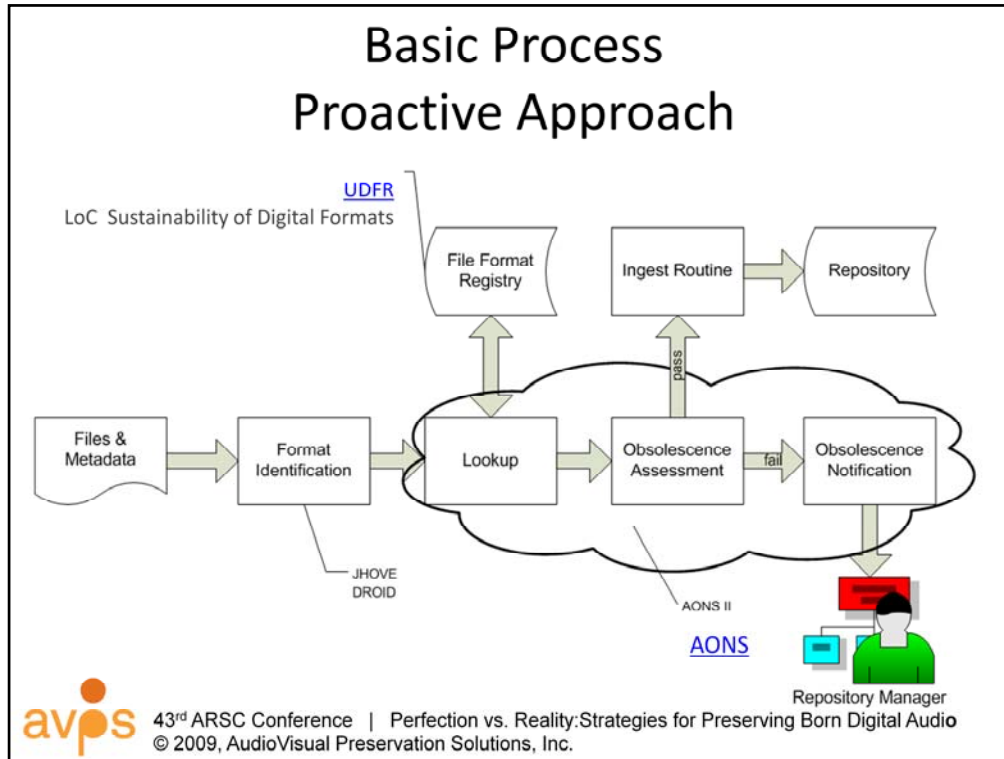 Basic Process
Proactive Approach
UDFR
LoC  Sustainability of Digital Formats
File Format
Registry
Ingest Routine
Repository
pass
Files &
Metadata
Format
Identification
Lookup
Obsolescence
Assessment
fail
Obsolescence
Notification
JHOVE
DROID
AONS II
AONS
Repository Manager
avps
43rd ARSC Conference   |   Perfection vs. Reality:Strategies for Preserving Born Digital Audio
© 2009, AudioVisual Preservation Solutions, Inc.